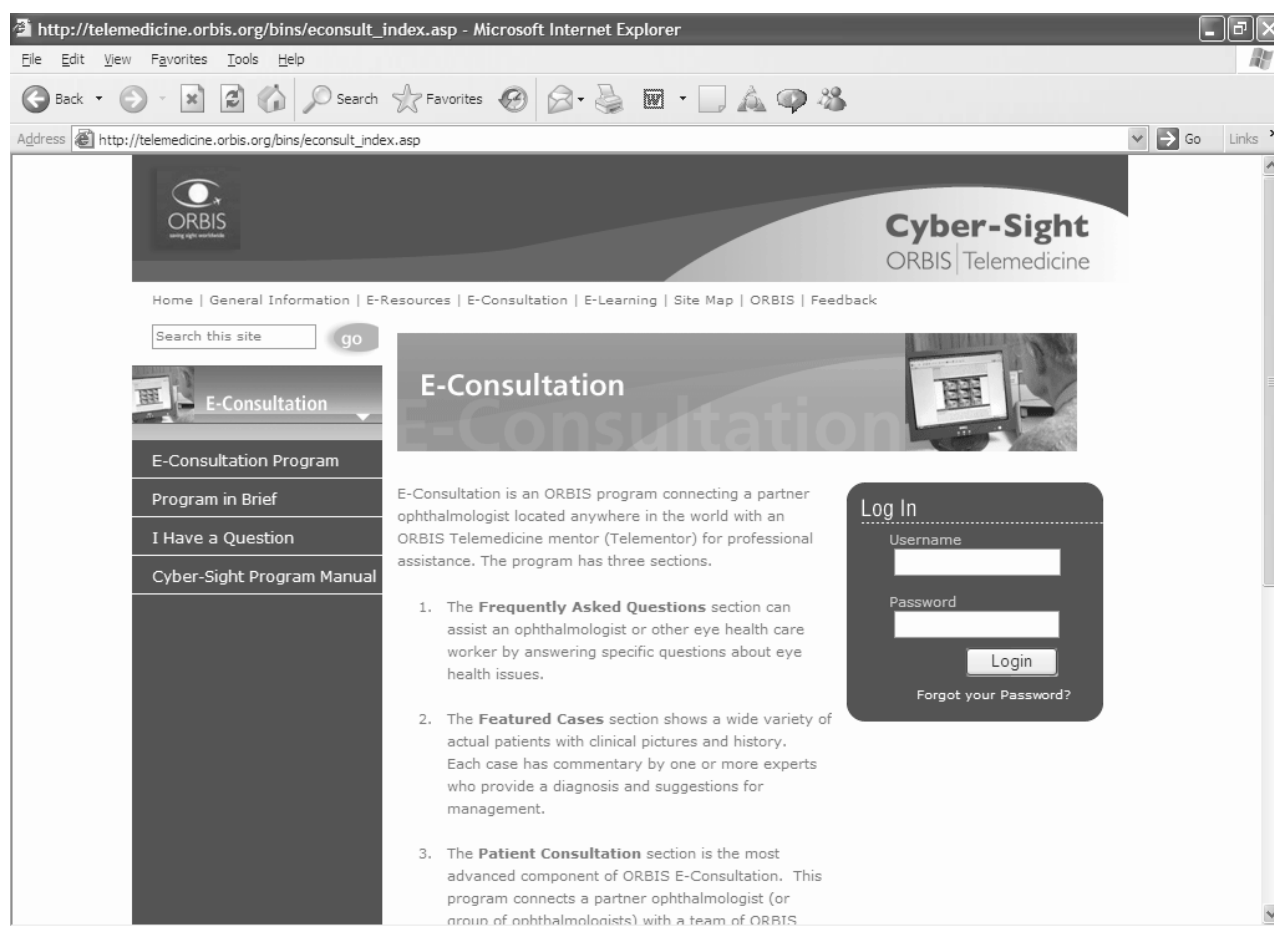 http://telemedicine.orbis.org/bins/econsult_index.asp - Microsoft Internet Explorer
File Edit View Favorites Tools Help
Back Search Favorites
Address http://telemedicine.orbis.org/bins/econsult_index.asp Go Links
ORBIS
saving sight worldwide
Cyber-Sight
ORBIS | Telemedicine
Home | General Information | E-Resources | E-Consultation | E-Learning | Site Map | ORBIS | Feedback
Search this site go
E-Consultation
E-Consultation Program
Program in Brief
I Have a Question
Cyber-Sight Program Manual
E-Consultation
E-Consultation
E-Consultation is an ORBIS program connecting a partner
ophthalmologist located anywhere in the world with an
ORBIS Telemedicine mentor (Telementor) for professional
assistance. The program has three sections.
1. The Frequently Asked Questions section can
assist an ophthalmologist or other eye health care
worker by answering specific questions about eye
health issues.
2. The Featured Cases section shows a wide variety of
actual patients with clinical pictures and history.
Each case has commentary by one or more experts
who provide a diagnosis and suggestions for
management.
3. The Patient Consultation section is the most
advanced component of ORBIS E-Consultation. This
program connects a partner ophthalmologist (or
group of ophthalmologists) with a team of ORBIS
Log In
Username
Password
Login
Forgot your Password?